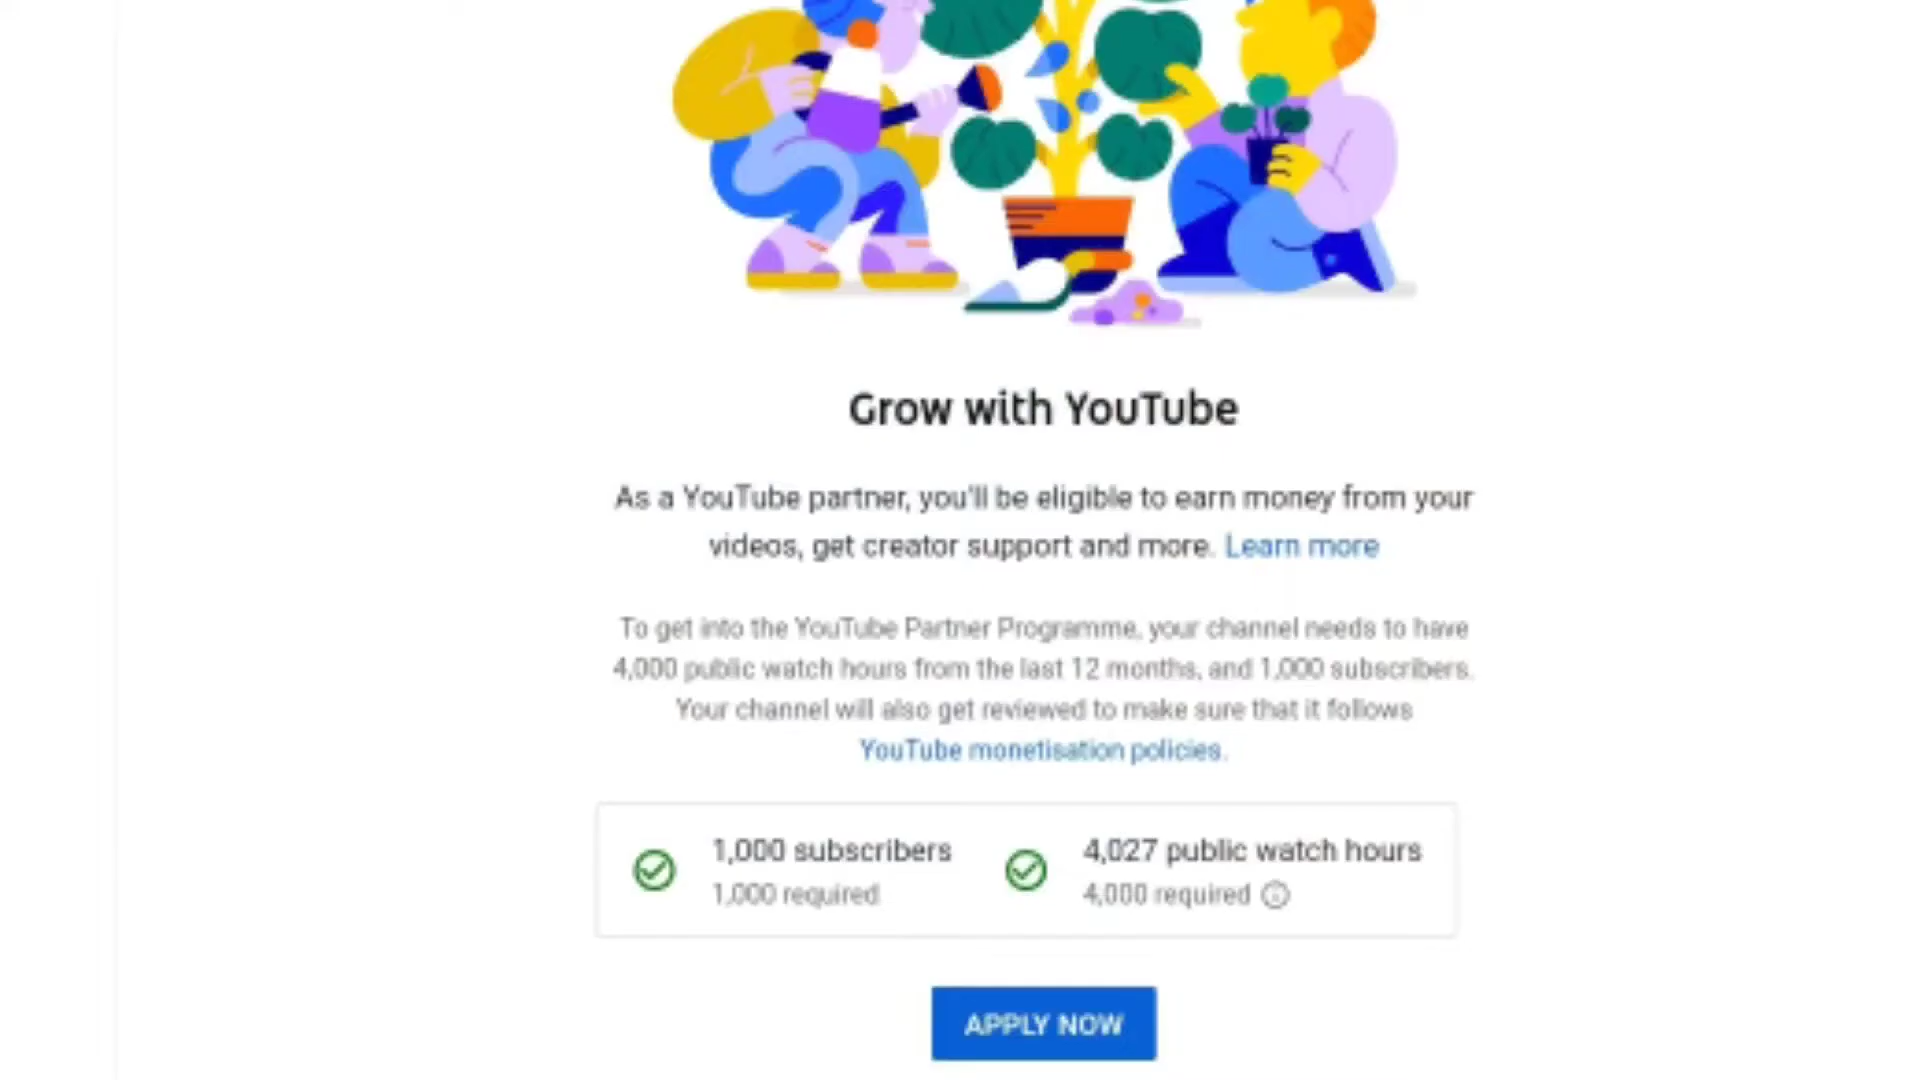 Grow with YouTube
As a YouTube partner, you'll be eligible to earn money from your
videos, get creator support and more. Learn more
To get into the YouTube Partner Programme, your channel needs to have
4,000 public watch hours from the last 12 months, and 1,000 subscribers.
Your channel will also get reviewed to make sure that it follows
YouTube monetisation policies.
1,000 subscribers
1,000 required
4,027 public watch hours
4,000 required
APPLY NOW